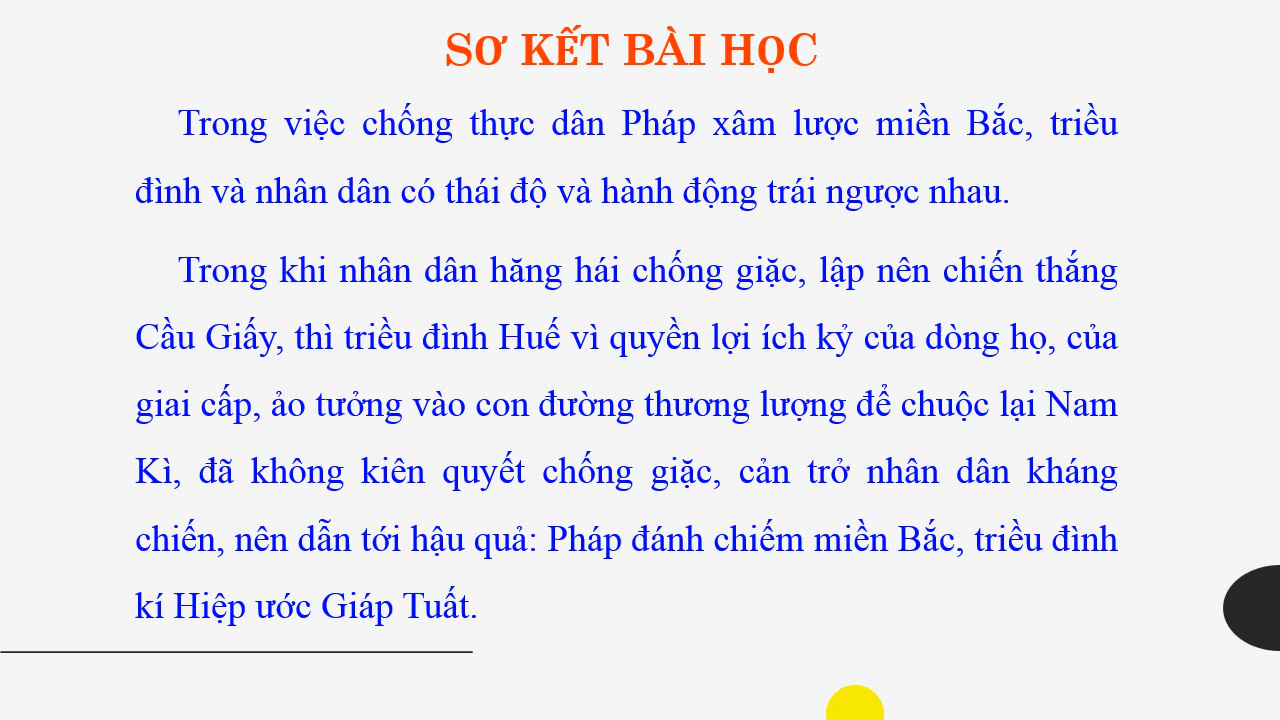 SƠ KẾT BÀI HỌC
Trong việc chống thực dân Pháp xâm lược miền Bắc, triều
đình và nhân dân có thái độ và hành động trái ngược nhau.
Trong khi nhân dân hăng hái chống giặc, lập nên chiến thắng
Cầu Giấy, thì triều đình Huế vì quyền lợi ích kỷ của dòng họ, của
giai cấp, ảo tưởng vào con đường thương lượng để chuộc lại Nam
Kì, đã không kiên quyết chống giặc, cản trở nhân dân kháng
chiến, nên dẫn tới hậu quả: Pháp đánh chiếm miền Bắc, triều đình
kí Hiệp ước Giáp Tuất.